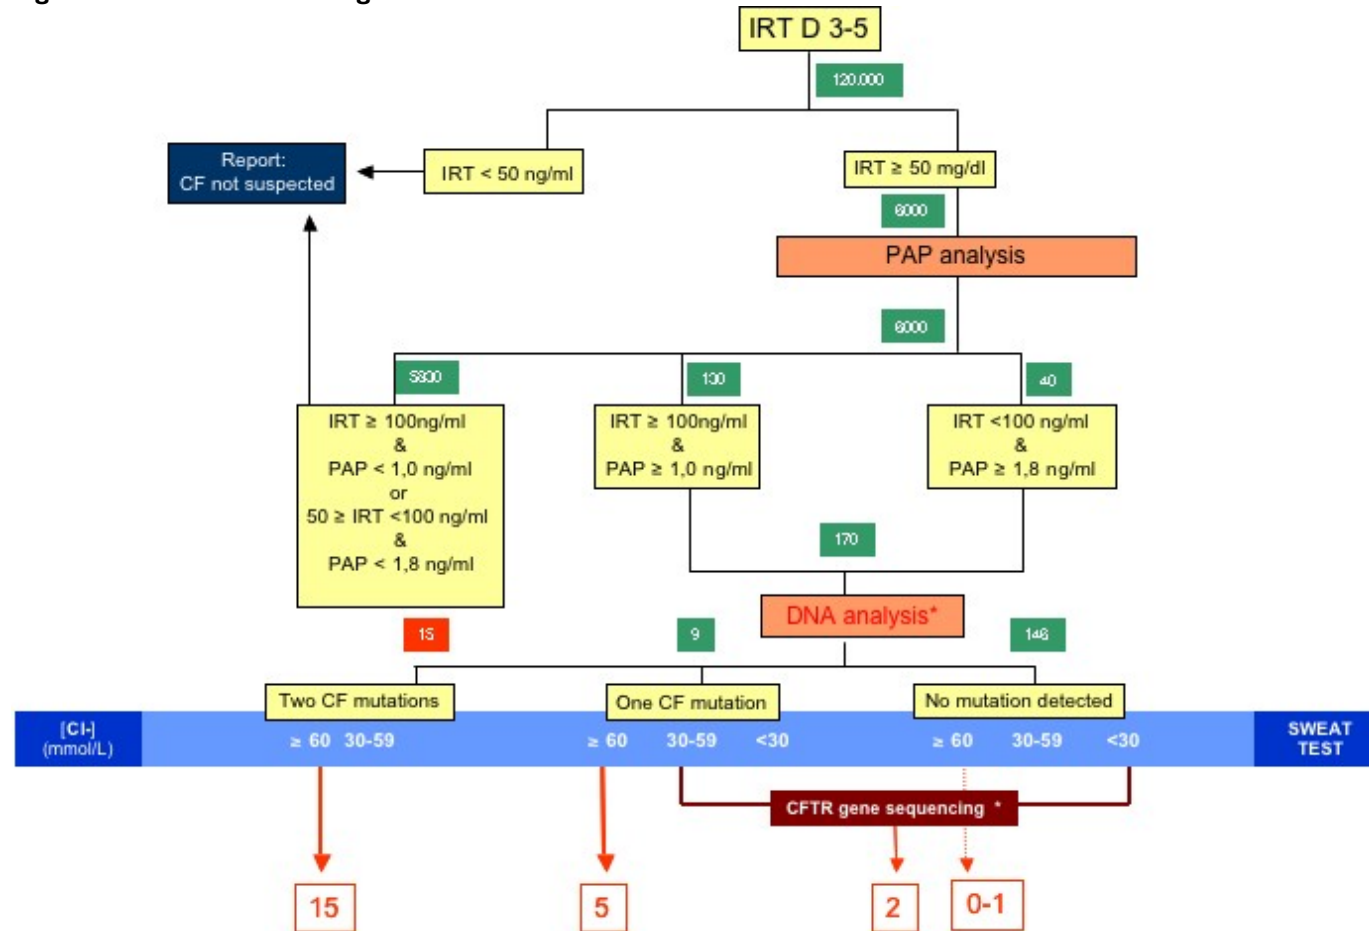 IRT D 3-5
120.000
Report:
CF not suspected
IRT < 50 ng/ml
IRT ≥ 50 mg/dl
6000
PAP analysis
6000
5830
130
40
IRT ≥ 100ng/ml
&
PAP < 1,0 ng/ml
or
50 ≥ IRT <100 ng/ml
&
PAP < 1,8 ng/ml
IRT ≥ 100ng/ml
&
PAP ≥ 1,0 ng/ml
IRT <100 ng/ml
&
PAP ≥ 1,8 ng/ml
170
DNA analysis*
15
9
146
Two CF mutations
One CF mutation
No mutation detected
[Cl-]
(mmol/L)
≥ 60 30-59
≥ 60 30-59 <30
≥ 60 30-59 <30
SWEAT
TEST
CFTR gene sequencing *
15
5
2
0-1